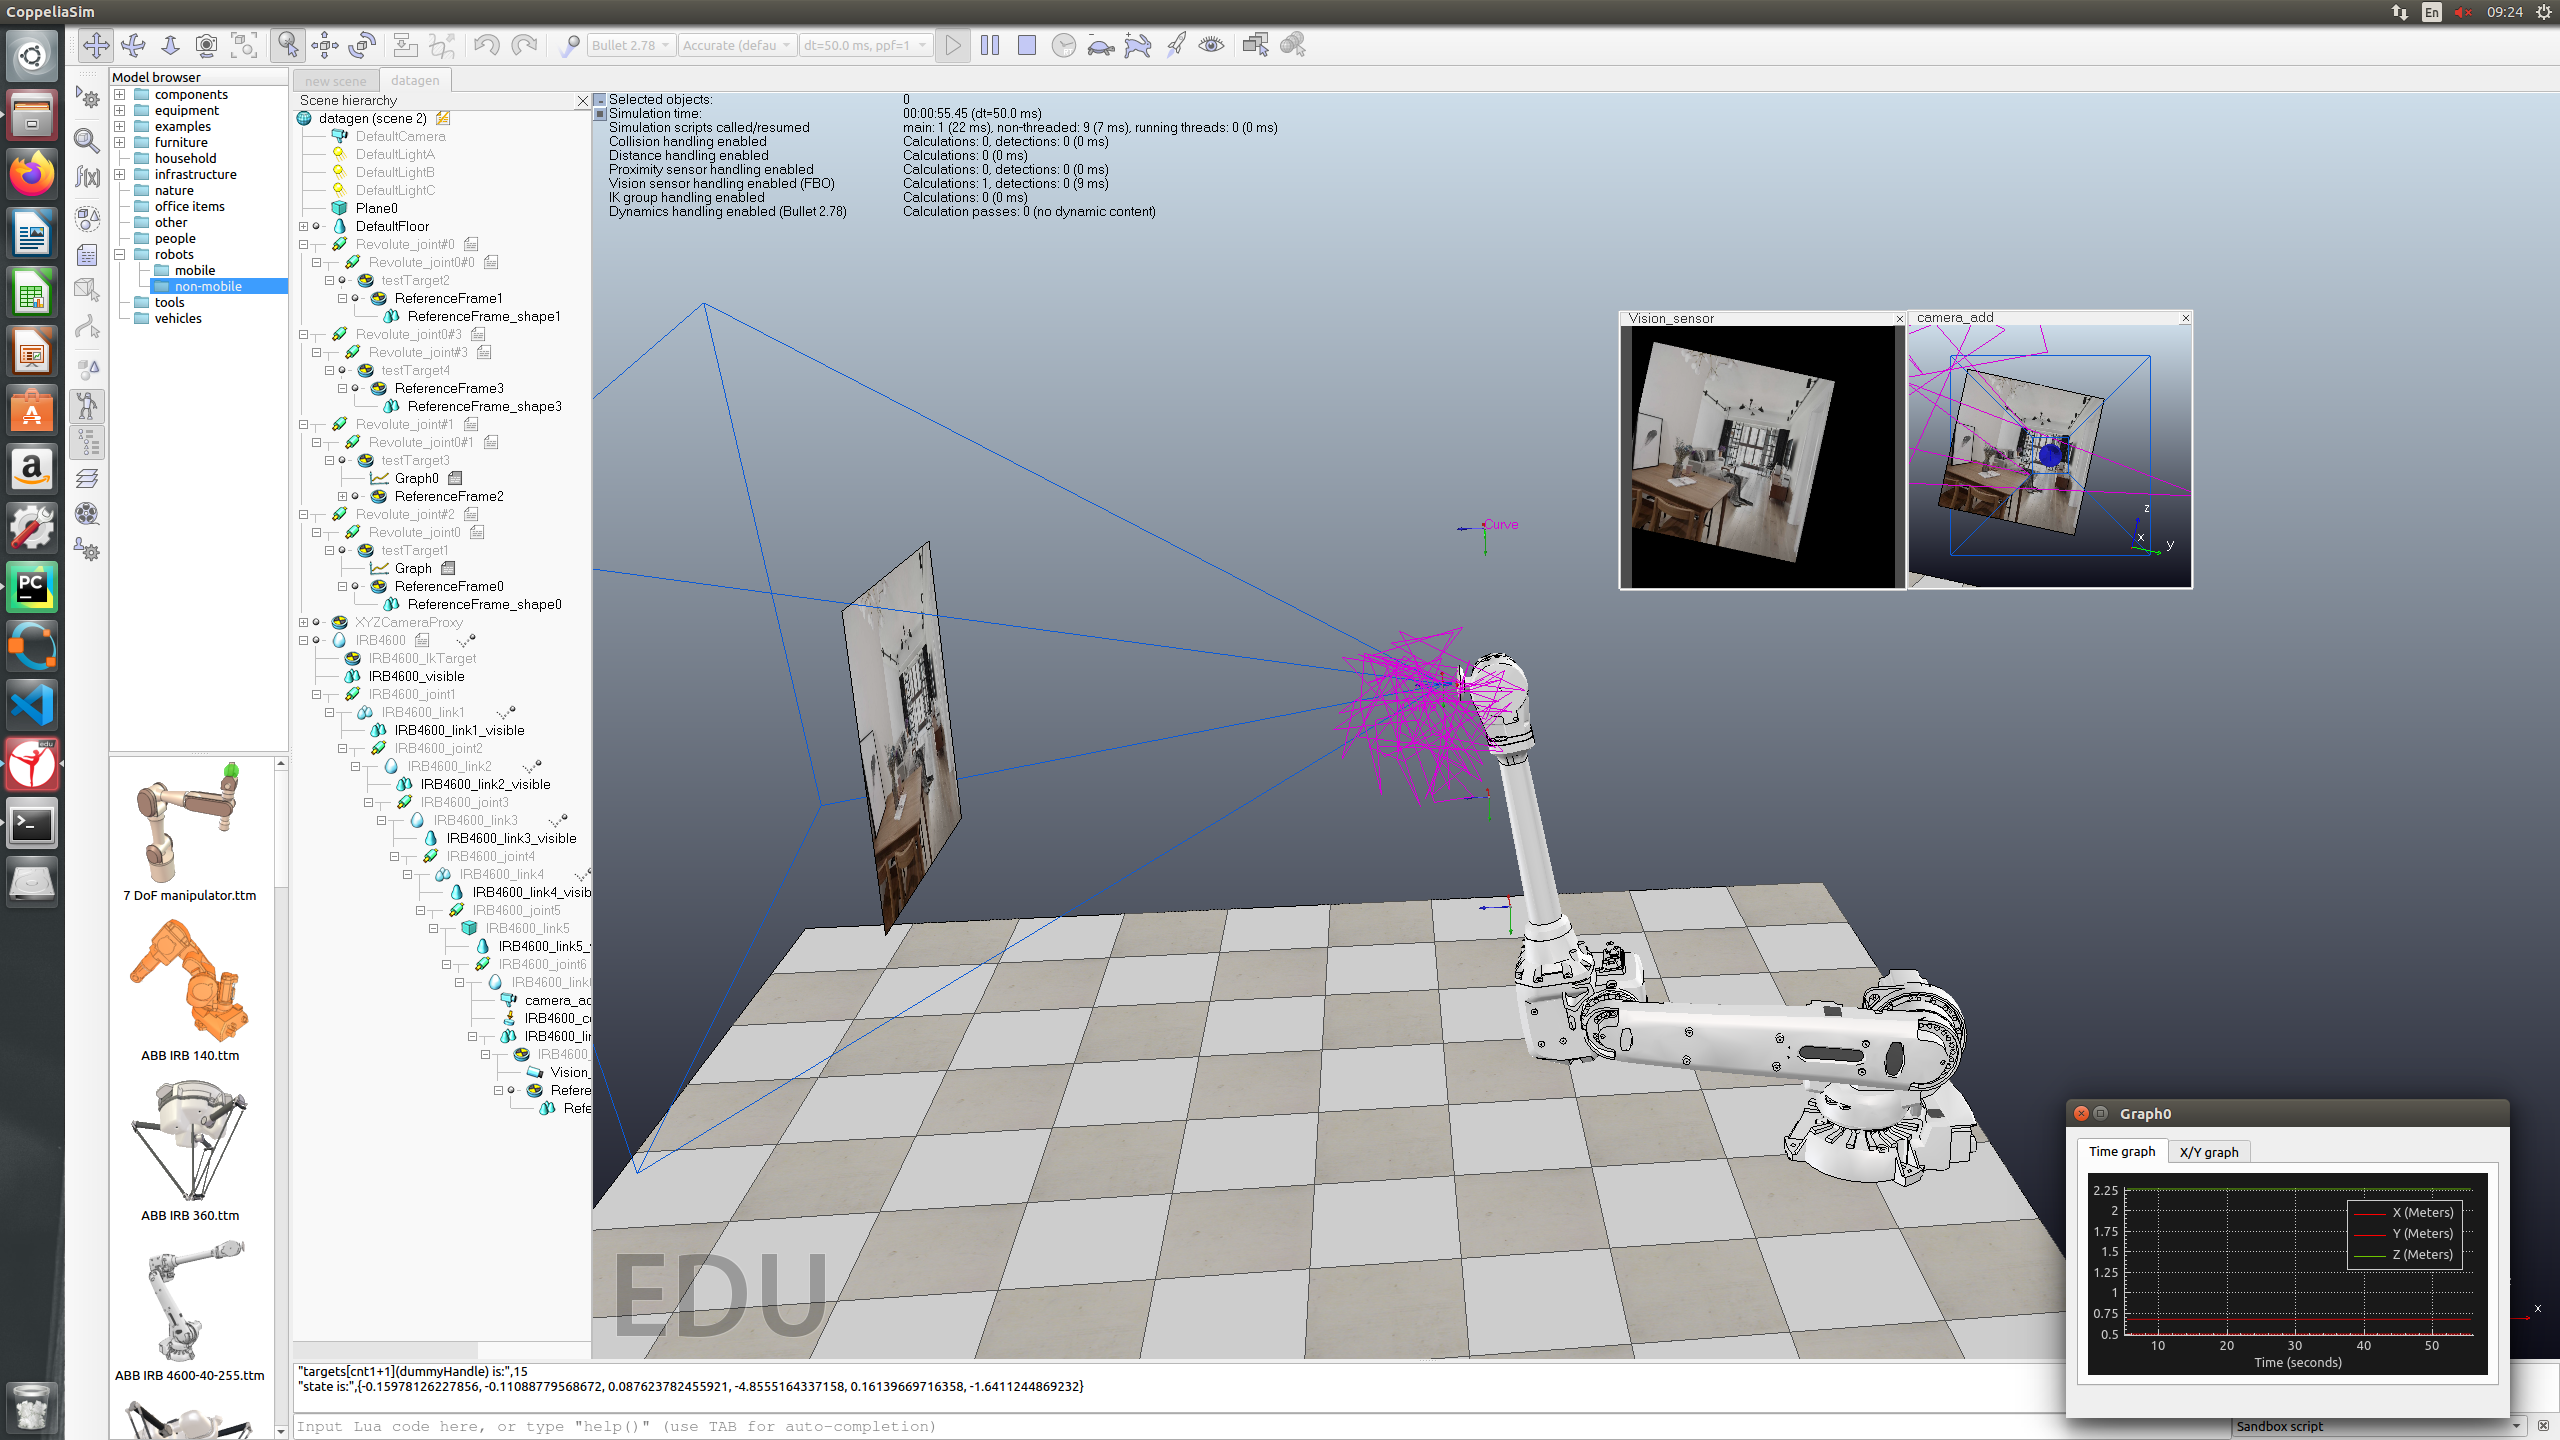 CoppeliaSim
En
09:24
Bullet 2.78
Accurate (defau
dt=50.0 ms, ppf=1
Model browser
components
equipment
examples
furniture
household
infrastructure
nature
office items
other
people
robots
mobile
non-mobile
tools
vehicles
7 DoF manipulator.ttm
ABB IRB 140.ttm
ABB IRB 360.ttm
ABB IRB 4600-40-255.ttm
new scene
datagen
Scene hierarchy
datagen (scene 2)
DefaultCamera
DefaultLightA
DefaultLightB
DefaultLightC
Plane0
DefaultFloor
Revolute_joint#0
Revolute_joint0#0
testTarget2
ReferenceFrame1
ReferenceFrame_shape1
Revolute_joint0#3
Revolute_joint#3
testTarget4
ReferenceFrame3
ReferenceFrame_shape3
Revolute_joint#1
Revolute_joint0#1
testTarget3
Graph0
ReferenceFrame2
Revolute_joint#2
Revolute_joint0
testTarget1
Graph
ReferenceFrame0
ReferenceFrame_shape0
XYZCameraProxy
IRB4600
IRB4600_IkTarget
IRB4600_visible
IRB4600_joint1
IRB4600_link1
IRB4600_link1_visible
IRB4600_joint2
IRB4600_link2
IRB4600_link2_visible
IRB4600_joint3
IRB4600_link3
IRB4600_link3_visible
IRB4600_joint4
IRB4600_link4
IRB4600_link4_visib
IRB4600_joint5
IRB4600_link5
IRB4600_link5_
IRB4600_joint6
IRB4600_link
camera_ad
IRB4600_c
IRB4600_li
IRB4600_
Vision_
Refere
Refe
Selected objects: 0
Simulation time: 00:00:55.45 (dt=50.0 ms)
Simulation scripts called/resumed main: 1 (22 ms), non-threaded: 9 (7 ms), running threads: 0 (0 ms)
Collision handling enabled Calculations: 0, detections: 0 (0 ms)
Distance handling enabled Calculations: 0 (0 ms)
Proximity sensor handling enabled Calculations: 0, detections: 0 (0 ms)
Vision sensor handling enabled (FBO) Calculations: 1, detections: 0 (9 ms)
IK group handling enabled Calculations: 0 (0 ms)
Dynamics handling enabled (Bullet 2.78) Calculation passes: 0 (no dynamic content)
Vision_sensor
camera_add
z
x
y
Curve
EDU
x
Graph0
Time graph
X/Y graph
2.25
2
1.75
1.5
1.25
1
0.75
0.5
X (Meters)
Y (Meters)
Z (Meters)
10 20 30 40 50
Time (seconds)
"targets[cnt1+1](dummyHandle) is:",15
"state is:",{-0.15978126227856, -0.11088779568672, 0.087623782455921, -4.8555164337158, 0.16139669716358, -1.6411244869232}
Input Lua code here, or type "help()" (use TAB for auto-completion)
Sandbox script